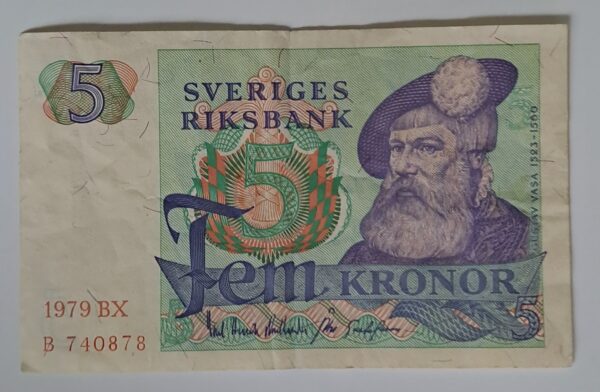 5
SVERIGES
RIKSBANK
5
Fem KRONOR
GUSTAV VASA 1523-1560
5
1979 BX
B 740878